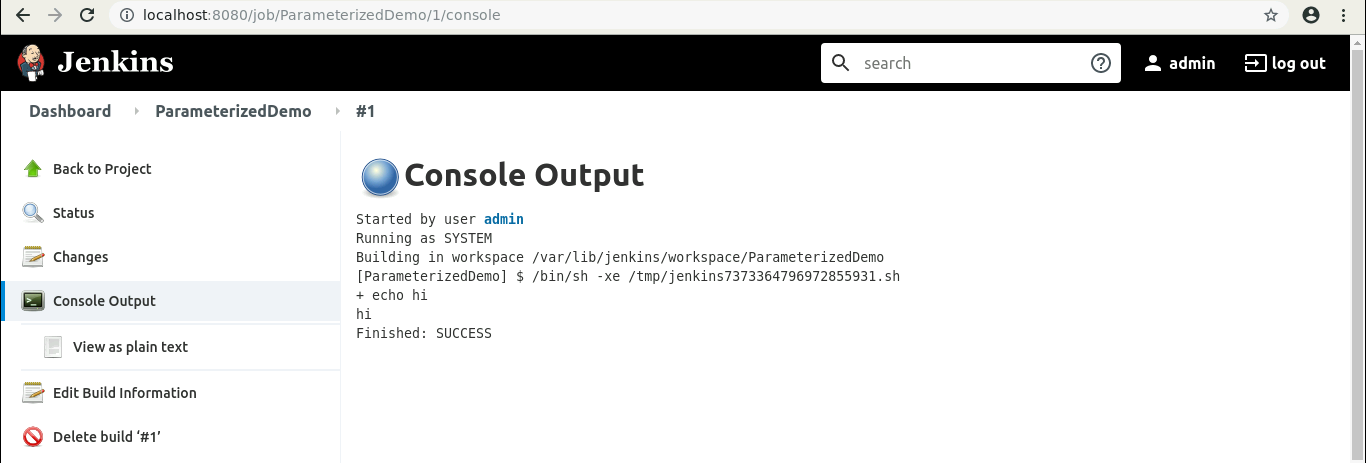 localhost:8080/job/ParameterizedDemo/1/console
Jenkins
search
admin
log out
Dashboard
ParameterizedDemo
#1
Back to Project
Status
Changes
Console Output
View as plain text
Edit Build Information
Delete build ‘#1’
Console Output
Started by user admin
Running as SYSTEM
Building in workspace /var/lib/jenkins/workspace/ParameterizedDemo
[ParameterizedDemo] $ /bin/sh -xe /tmp/jenkins7373364796972855931.sh
+ echo hi
hi
Finished: SUCCESS